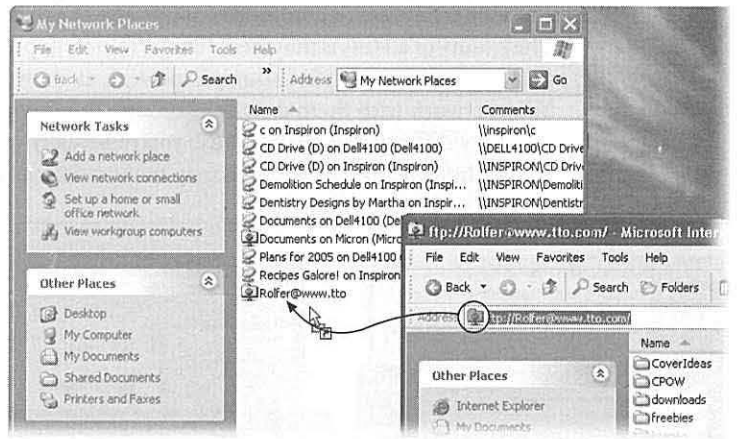 My Network Places
File Edit View Favorites Tools Help
Back Search » Address My Network Places Go
Name Comments
Network Tasks
Add a network place
View network connections
Set up a home or small
office network
View workgroup computers
Other Places
Desktop
My Computer
My Documents
Shared Documents
Printers and Faxes
c on Inspiron (Inspiron) \\inspiron\c
CD Drive (D) on Dell4100 (Dell4100) \\DELL4100\CD Drive
CD Drive (D) on Inspiron (Inspiron) \\INSPIRON\CD Drive
Demolition Schedule on Inspiron (Inspi... \\INSPIRON\Demoliti
Dentistry Designs by Martha on Inspir... \\INSPIRON\Dentistr
Documents on Dell4100 (De
Documents on Micron (Micro
Plans for 2005 on Dell4100
Recipes Galore! on Inspiron
Rolfer@www.tto
ftp://Rolfer@www.tto.com/ - Microsoft Inter
File Edit View Favorites Tools Help
Back Search Folders
Address ftp://Rolfer@www.tto.com/
Name
Other Places
Internet Explorer
My Documents
CoverIdeas
CPOW
downloads
freebies